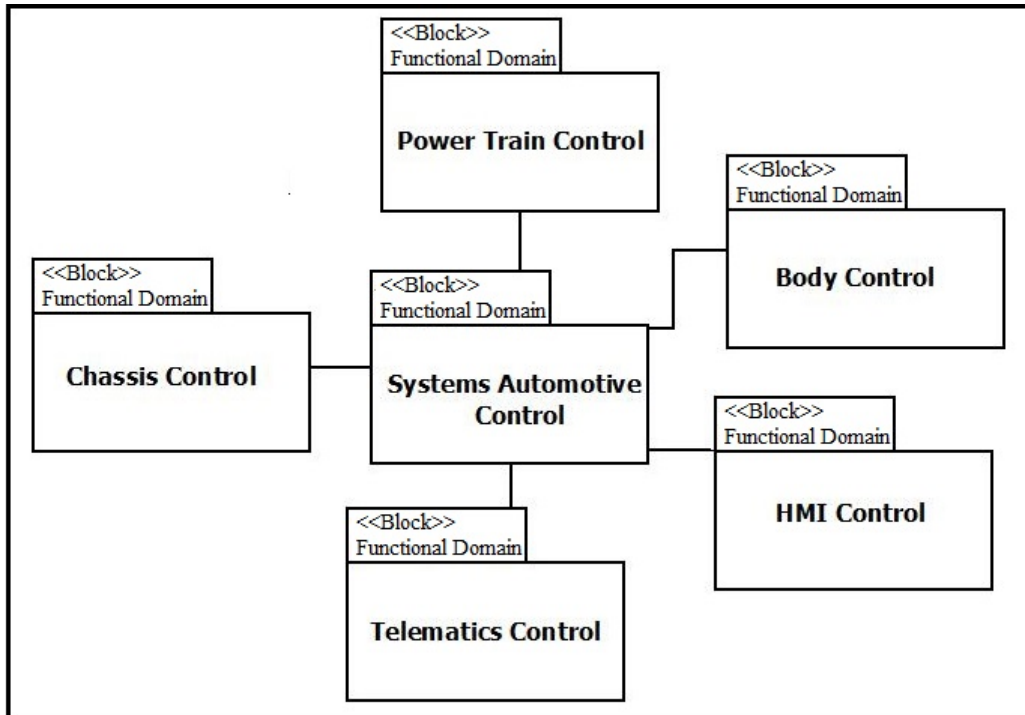 <<Block>>
Functional Domain
Power Train Control
<<Block>>
Functional Domain
Body Control
<<Block>>
Functional Domain
Chassis Control
<<Block>>
Functional Domain
Systems Automotive
Control
<<Block>>
Functional Domain
HMI Control
<<Block>>
Functional Domain
Telematics Control